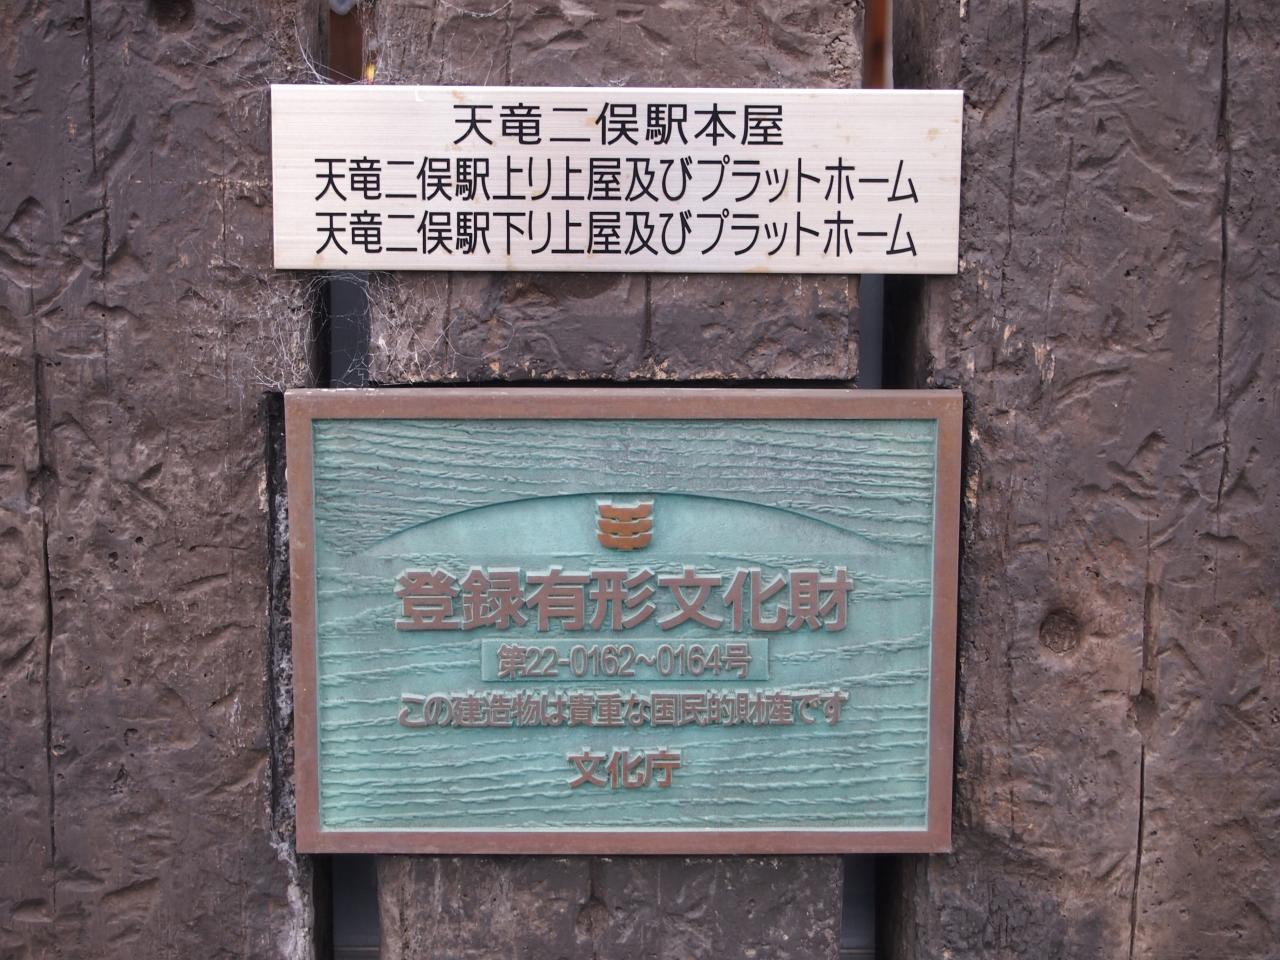 天竜二俣駅本屋
天竜二俣駅上り上屋及びプラットホーム
天竜二俣駅下り上屋及びプラットホーム
登録有形文化財
第22-0162～0164号
この建造物は貴重な国民的財産です
文化庁